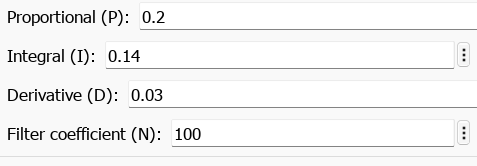 Proportional (P): 0.2
Integral (I): 0.14
Derivative (D): 0.03
Filter coefficient (N): 100